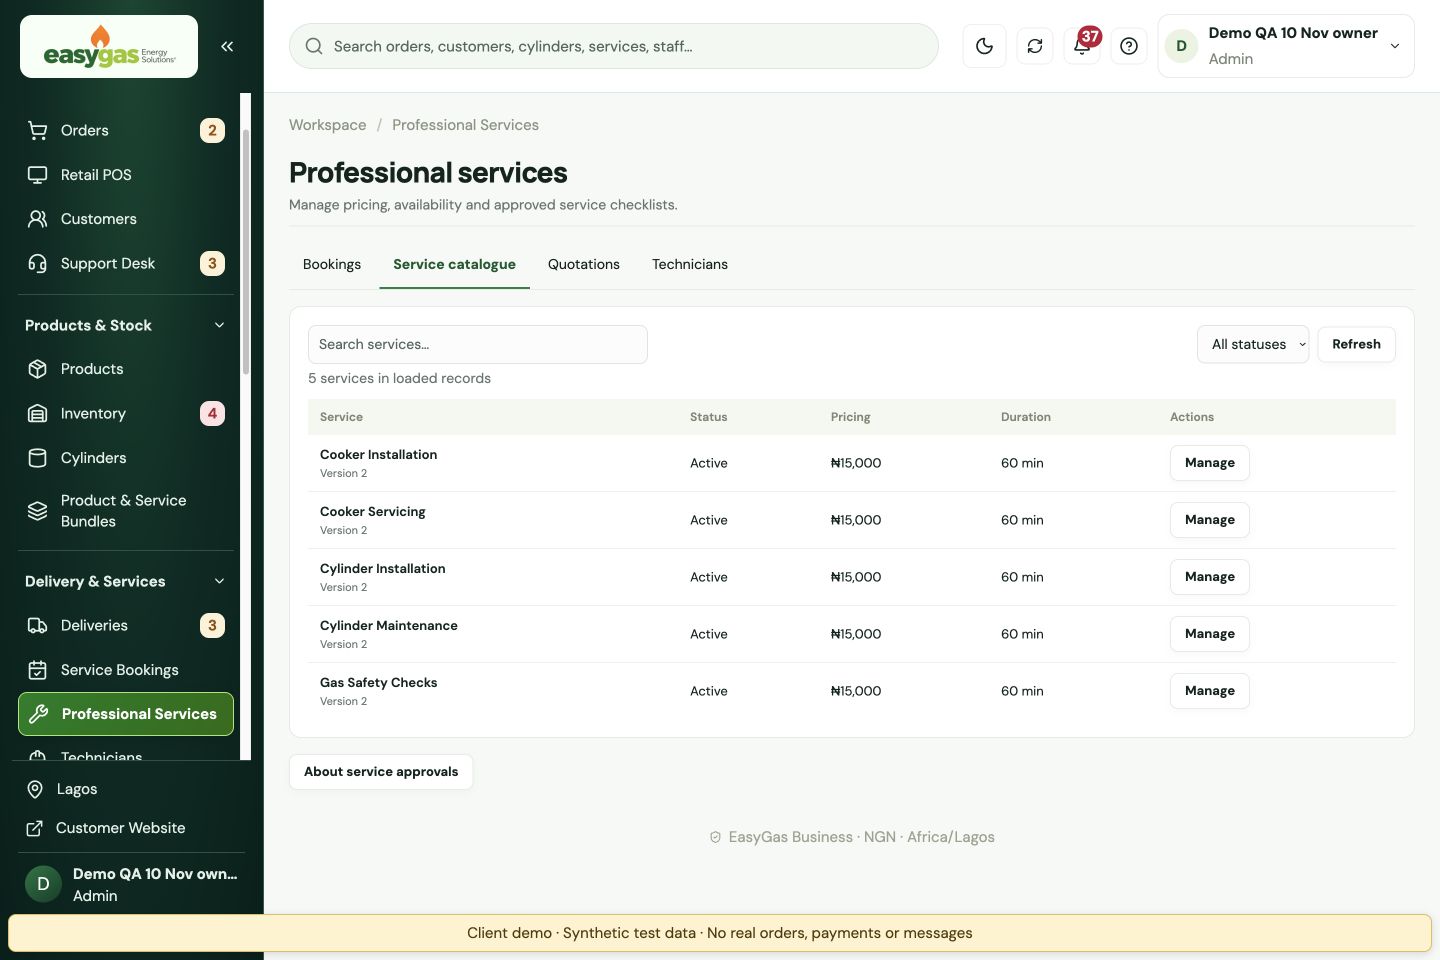 easygas Energy Solutions
Search orders, customers, cylinders, services, staff...
37
D
Demo QA 10 Nov owner
Admin
Orders 2
Retail POS
Customers
Support Desk 3
Products & Stock
Products
Inventory 4
Cylinders
Product & Service
Bundles
Delivery & Services
Deliveries 3
Service Bookings
Professional Services
Technicians
Lagos
Customer Website
D
Demo QA 10 Nov own...
Admin
Workspace / Professional Services
Professional services
Manage pricing, availability and approved service checklists.
Bookings Service catalogue Quotations Technicians
Search services...
All statuses
Refresh
5 services in loaded records
Service Status Pricing Duration Actions
Cooker Installation
Version 2
Active ₦15,000 60 min Manage
Cooker Servicing
Version 2
Active ₦15,000 60 min Manage
Cylinder Installation
Version 2
Active ₦15,000 60 min Manage
Cylinder Maintenance
Version 2
Active ₦15,000 60 min Manage
Gas Safety Checks
Version 2
Active ₦15,000 60 min Manage
About service approvals
EasyGas Business · NGN · Africa/Lagos
Client demo · Synthetic test data · No real orders, payments or messages